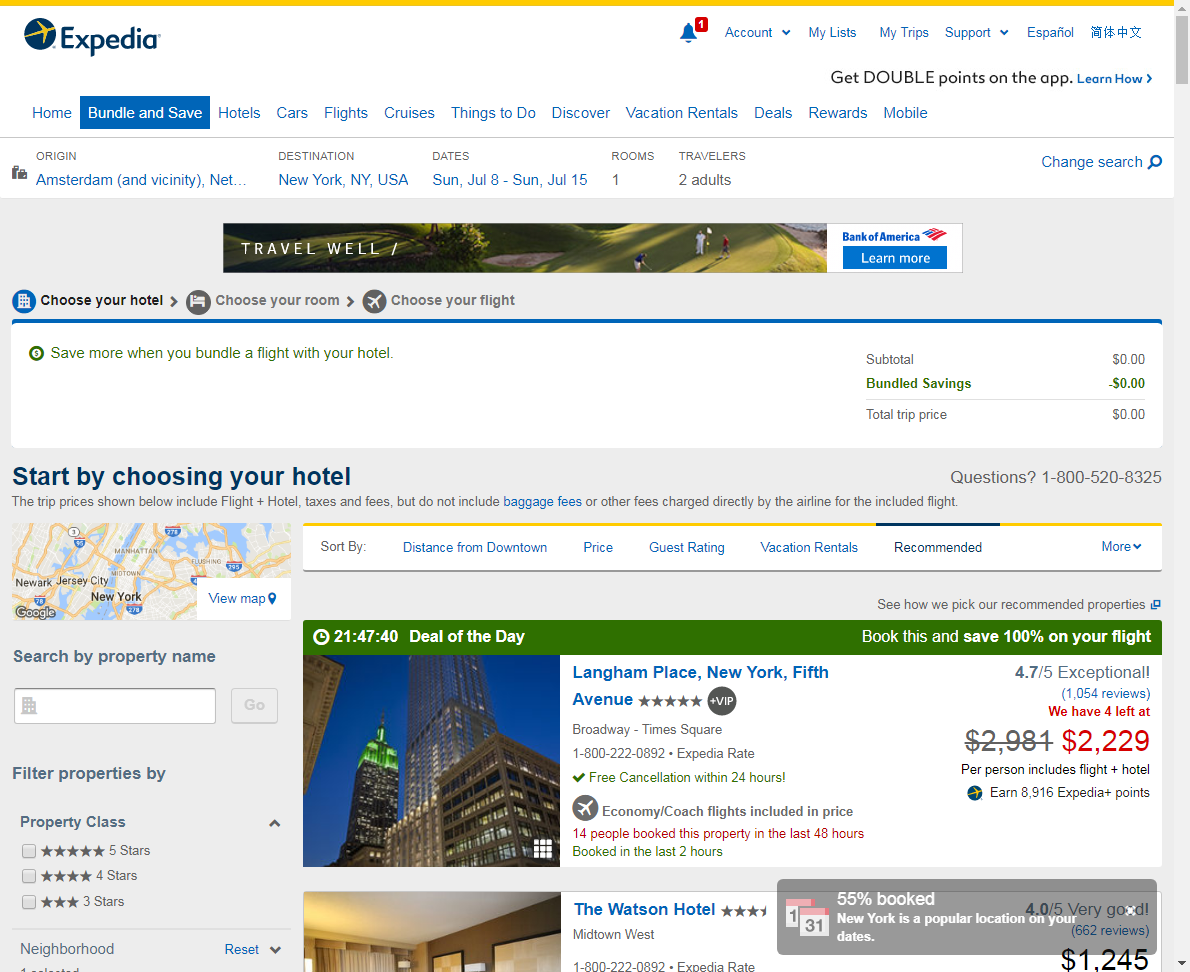 Expedia
1
Account
My Lists
My Trips
Support
Español
简体中文
Get DOUBLE points on the app. Learn How
Home
Bundle and Save
Hotels
Cars
Flights
Cruises
Things to Do
Discover
Vacation Rentals
Deals
Rewards
Mobile
ORIGIN
Amsterdam (and vicinity), Net...
DESTINATION
New York, NY, USA
DATES
Sun, Jul 8 - Sun, Jul 15
ROOMS
1
TRAVELERS
2 adults
Change search
TRAVEL WELL /
Bank of America
Learn more
Choose your hotel
Choose your room
Choose your flight
Save more when you bundle a flight with your hotel.
Subtotal $0.00
Bundled Savings -$0.00
Total trip price $0.00
Start by choosing your hotel
Questions? 1-800-520-8325
The trip prices shown below include Flight + Hotel, taxes and fees, but do not include baggage fees or other fees charged directly by the airline for the included flight.
3
278
95
MANHATTAN
FLUSHING
295
MIDTOWN
Newark
Jersey City
New York
78
278
Google
View map
Sort By:
Distance from Downtown
Price
Guest Rating
Vacation Rentals
Recommended
More
See how we pick our recommended properties
Search by property name
Go
Filter properties by
Property Class
5 Stars
4 Stars
3 Stars
Neighborhood
Reset
21:47:40 Deal of the Day
Book this and save 100% on your flight
Langham Place, New York, Fifth
Avenue
+VIP
Broadway - Times Square
1-800-222-0892 • Expedia Rate
Free Cancellation within 24 hours!
Economy/Coach flights included in price
14 people booked this property in the last 48 hours
Booked in the last 2 hours
4.7/5 Exceptional!
(1,054 reviews)
We have 4 left at
$2,981 $2,229
Per person includes flight + hotel
Earn 8,916 Expedia+ points
The Watson Hotel
Midtown West
1-800-222-0892 • Expedia Rate
4.0/5 Very good!
(662 reviews)
$1,245
1
31
55% booked
New York is a popular location on your
dates.